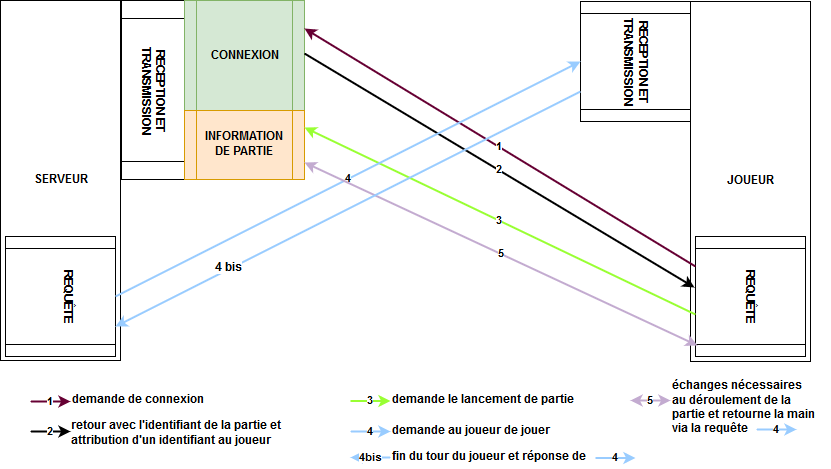 CONNEXION
RECEPTION ET
TRANSMISSION
INFORMATION
DE PARTIE
SERVEUR
REQUÊTE
RECEPTION ET
TRANSMISSION
JOUEUR
REQUÊTE
1
2
4
3
5
4 bis
1 demande de connexion
2 retour avec l'identifiant de la partie et
attribution d'un identifiant au joueur
3 demande le lancement de partie
4 demande au joueur de jouer
4bis fin du tour du joueur et réponse de 4
5 échanges nécessaires
au déroulement de la
partie et retourne la main
via la requête 4